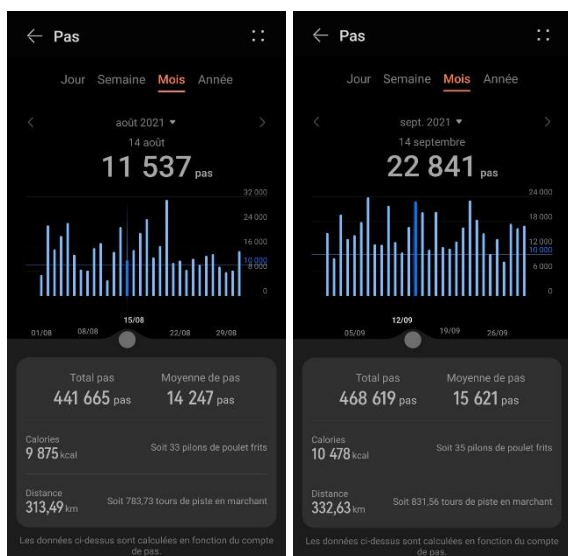 ← Pas
Jour Semaine Mois Année
< août 2021 ▼ >
14 août
11 537 pas
32 000
24 000
16 000
10 000
8 000
0
15/08
01/08 08/08 22/08 29/08
Total pas Moyenne de pas
441 665 pas 14 247 pas
Calories
9 875 kcal Soit 33 pilons de poulet frits
Distance
313,49 km Soit 783,73 tours de piste en marchant
Les données ci-dessus sont calculées en fonction du compte
de pas.
← Pas
Jour Semaine Mois Année
< sept. 2021 ▼ >
14 septembre
22 841 pas
24 000
18 000
12 000
10 000
6 000
0
12/09
05/09 19/09 26/09
Total pas Moyenne de pas
468 619 pas 15 621 pas
Calories
10 478 kcal Soit 35 pilons de poulet frits
Distance
332,63 km Soit 831,56 tours de piste en marchant
Les données ci-dessus sont calculées en fonction du compte
de pas.